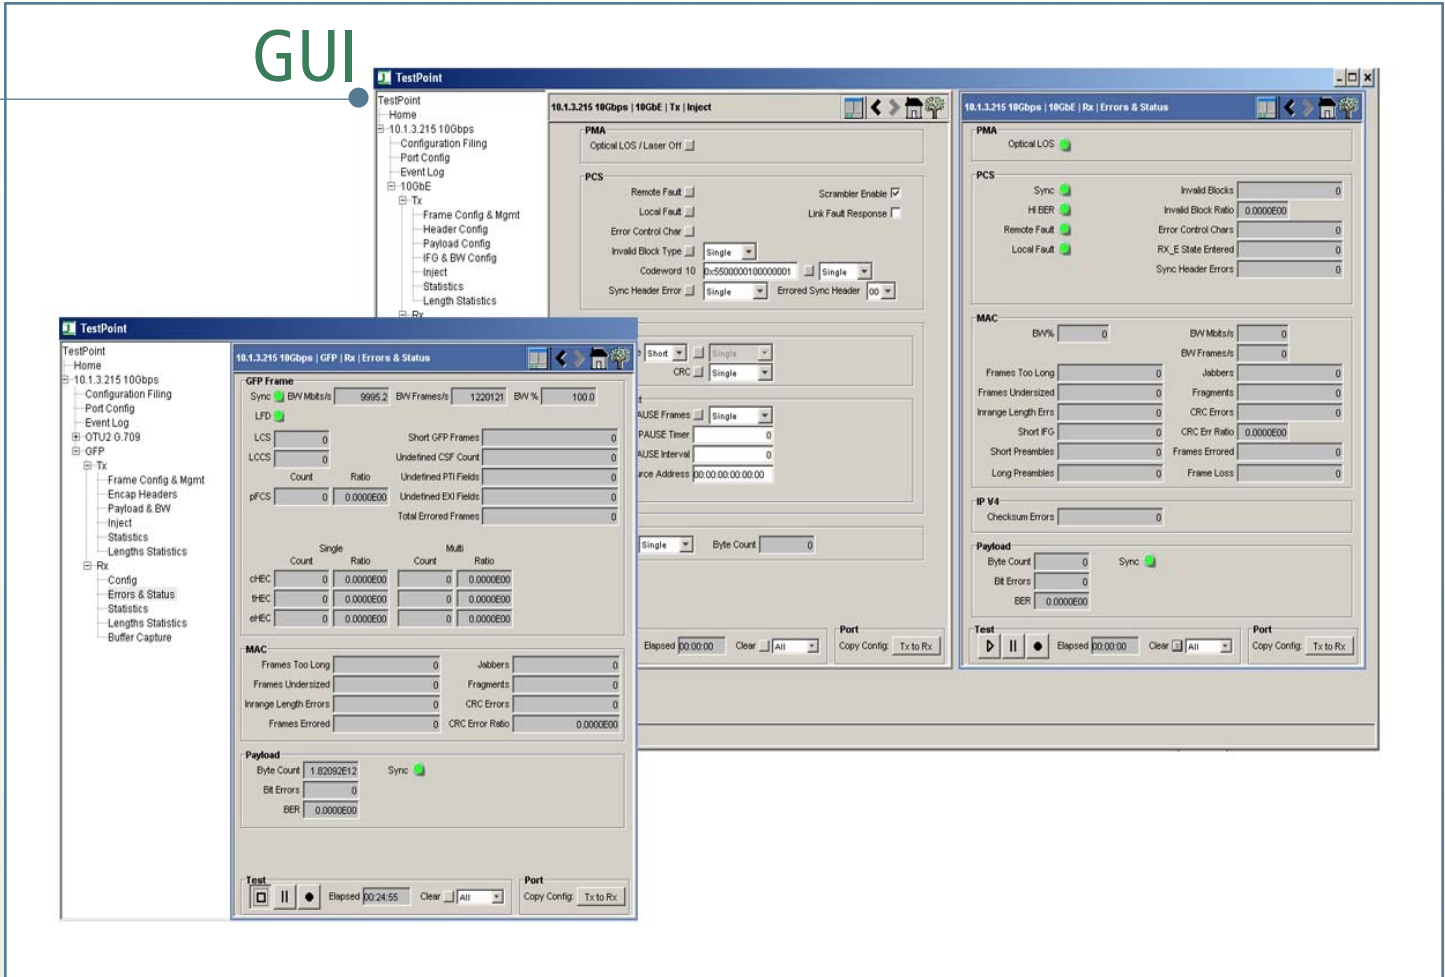 GUI
TestPoint
TestPoint
Home
10.1.3.215 10Gbps
Configuration Filing
Port Config
Event Log
10GbE
Tx
Frame Config & Mgmt
Header Config
Payload Config
IFG & BW Config
Inject
Statistics
Length Statistics
Rx
10.1.3.215 10Gbps | 10GbE | Tx | Inject
PMA
Optical LOS / Laser Off
PCS
Remote Fault Scrambler Enable
Local Fault Link Fault Response
Error Control Char
Invalid Block Type Single
Codeword 10 0x5500000100000001 Single
Sync Header Error Single Errored Sync Header 00
Short Single
CRC Single
AUSE Frames Single
PAUSE Timer 0
AUSE Interval 0
urce Address 00:00:00:00:00:00
Single Byte Count 0
Elapsed 00:00:00 Clear All
Port
Copy Config: Tx to Rx
10.1.3.215 10Gbps | 10GbE | Rx | Errors & Status
PMA
Optical LOS
PCS
Sync Invalid Blocks 0
HI BER Invalid Block Ratio 0.0000E00
Remote Fault Error Control Chars 0
Local Fault RX_E State Entered 0
Sync Header Errors 0
MAC
BW% 0 BW Mbits/s 0
BW Frames/s 0
Frames Too Long 0 Jabbers 0
Frames Undersized 0 Fragments 0
Inrange Length Errs 0 CRC Errors 0
Short IFG 0 CRC Err Ratio 0.0000E00
Short Preambles 0 Frames Errored 0
Long Preambles 0 Frame Loss 0
IP V4
Checksum Errors 0
Payload
Byte Count 0 Sync
Bit Errors 0
BER 0.0000E00
Test
Elapsed 00:00:00 Clear All
Port
Copy Config: Tx to Rx
TestPoint
TestPoint
Home
10.1.3.215 10Gbps
Configuration Filing
Port Config
Event Log
OTU2 G.709
GFP
Tx
Frame Config & Mgmt
Encap Headers
Payload & BW
Inject
Statistics
Lengths Statistics
Rx
Config
Errors & Status
Statistics
Lengths Statistics
Buffer Capture
10.1.3.215 10Gbps | GFP | Rx | Errors & Status
GFP Frame
Sync BW Mbits/s 9995.2 BW Frames/s 1220121 BW % 100.0
LFD
LCS 0 Short GFP Frames 0
LCCS 0 Undefined CSF Count 0
Count Ratio Undefined PTI Fields 0
pFCS 0 0.0000E00 Undefined EXI Fields 0
Total Errored Frames 0
Single Multi
Count Ratio Count Ratio
cHEC 0 0.0000E00 0 0.0000E00
tHEC 0 0.0000E00 0 0.0000E00
eHEC 0 0.0000E00 0 0.0000E00
MAC
Frames Too Long 0 Jabbers 0
Frames Undersized 0 Fragments 0
Inrange Length Errors 0 CRC Errors 0
Frames Errored 0 CRC Error Ratio 0.0000E00
Payload
Byte Count 1.82092E12 Sync
Bit Errors 0
BER 0.0000E00
Test
Elapsed 00:24:55 Clear All
Port
Copy Config: Tx to Rx